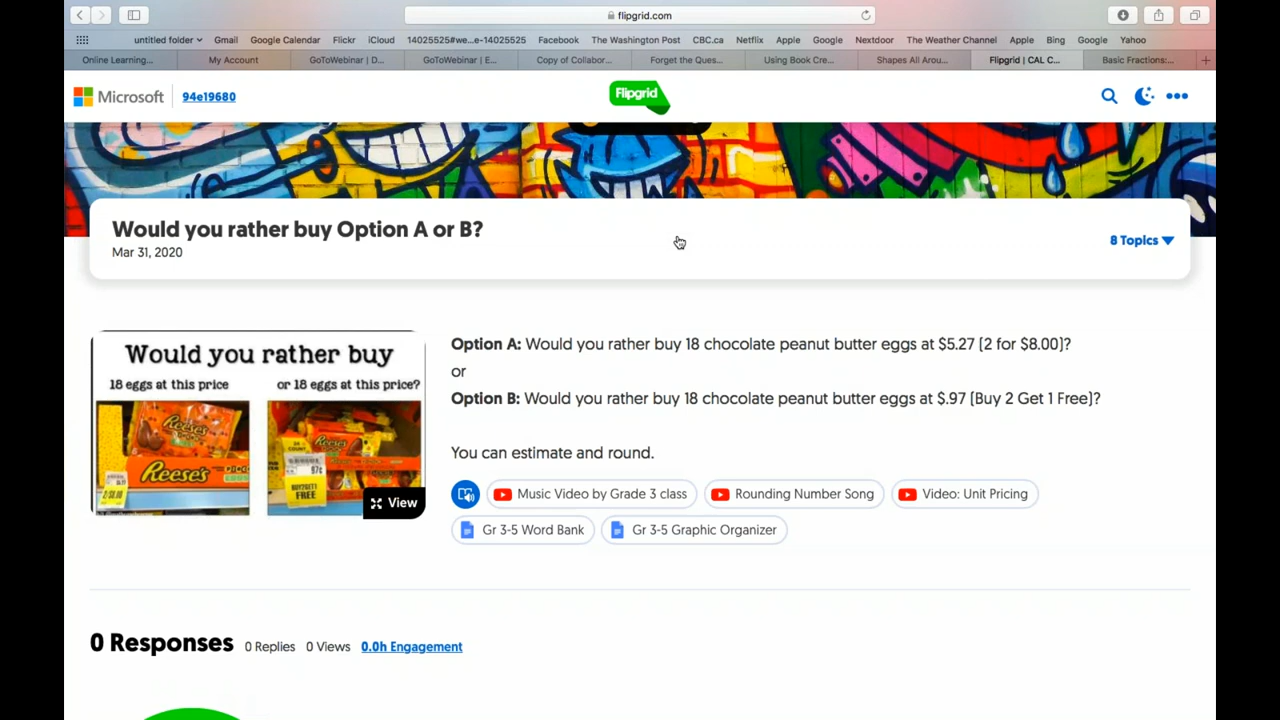 flipgrid.com
untitled folder Gmail Google Calendar Flickr iCloud 14025525#we...e-14025525 Facebook The Washington Post CBC.ca Netflix Apple Google Nextdoor The Weather Channel Apple Bing Google Yahoo
Online Learning... My Account GoToWebinar | D... GoToWebinar | E... Copy of Collabor... Forget the Ques... Using Book Cre... Shapes All Arou... Flipgrid | CAL C... Basic Fractions:...
Microsoft 94e19680 Flipgrid
Would you rather buy Option A or B?
Mar 31, 2020
8 Topics
Would you rather buy
18 eggs at this price or 18 eggs at this price?
REESE'S
View
Option A: Would you rather buy 18 chocolate peanut butter eggs at $5.27 (2 for $8.00)?
or
Option B: Would you rather buy 18 chocolate peanut butter eggs at $.97 (Buy 2 Get 1 Free)?
You can estimate and round.
Music Video by Grade 3 class Rounding Number Song Video: Unit Pricing
Gr 3-5 Word Bank Gr 3-5 Graphic Organizer
0 Responses 0 Replies 0 Views 0.0h Engagement